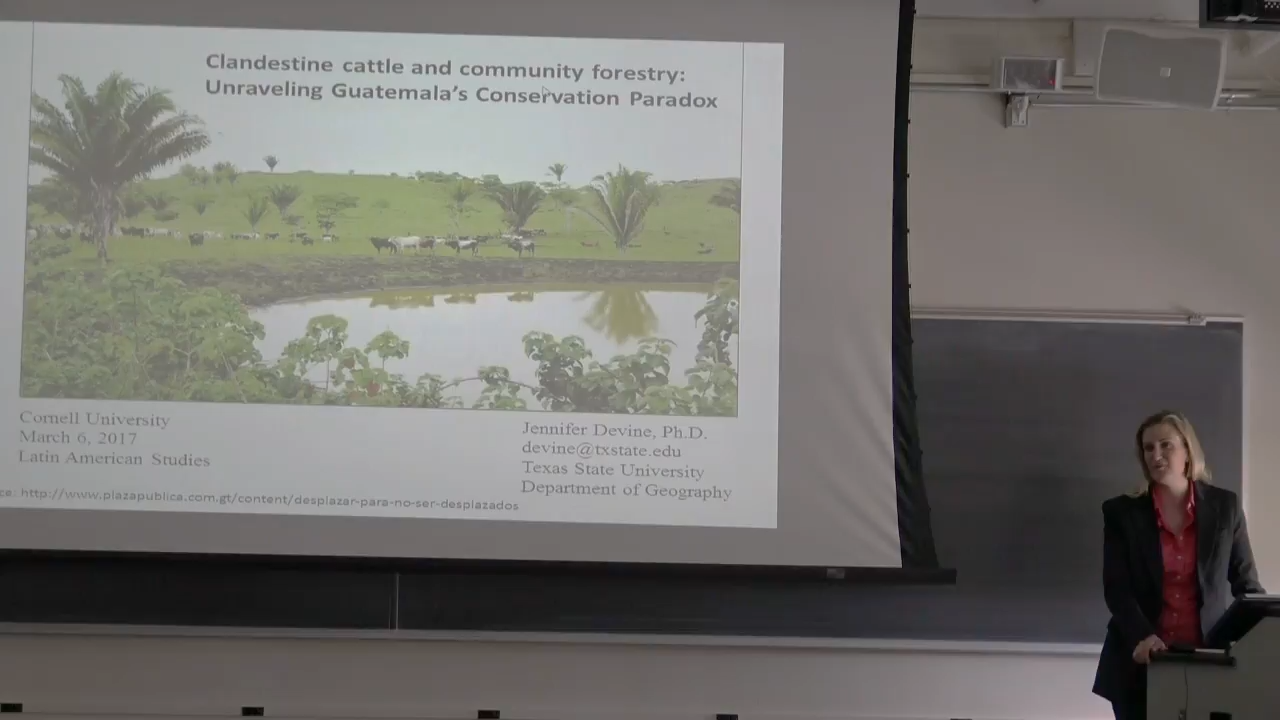 Clandestine cattle and community forestry:
Unraveling Guatemala's Conservation Paradox
Cornell University
March 6, 2017
Latin American Studies
Jennifer Devine, Ph.D.
devine@txstate.edu
Texas State University
Department of Geography
ce: http://www.plazapublica.com.gt/content/desplazar-para-no-ser-desplazados